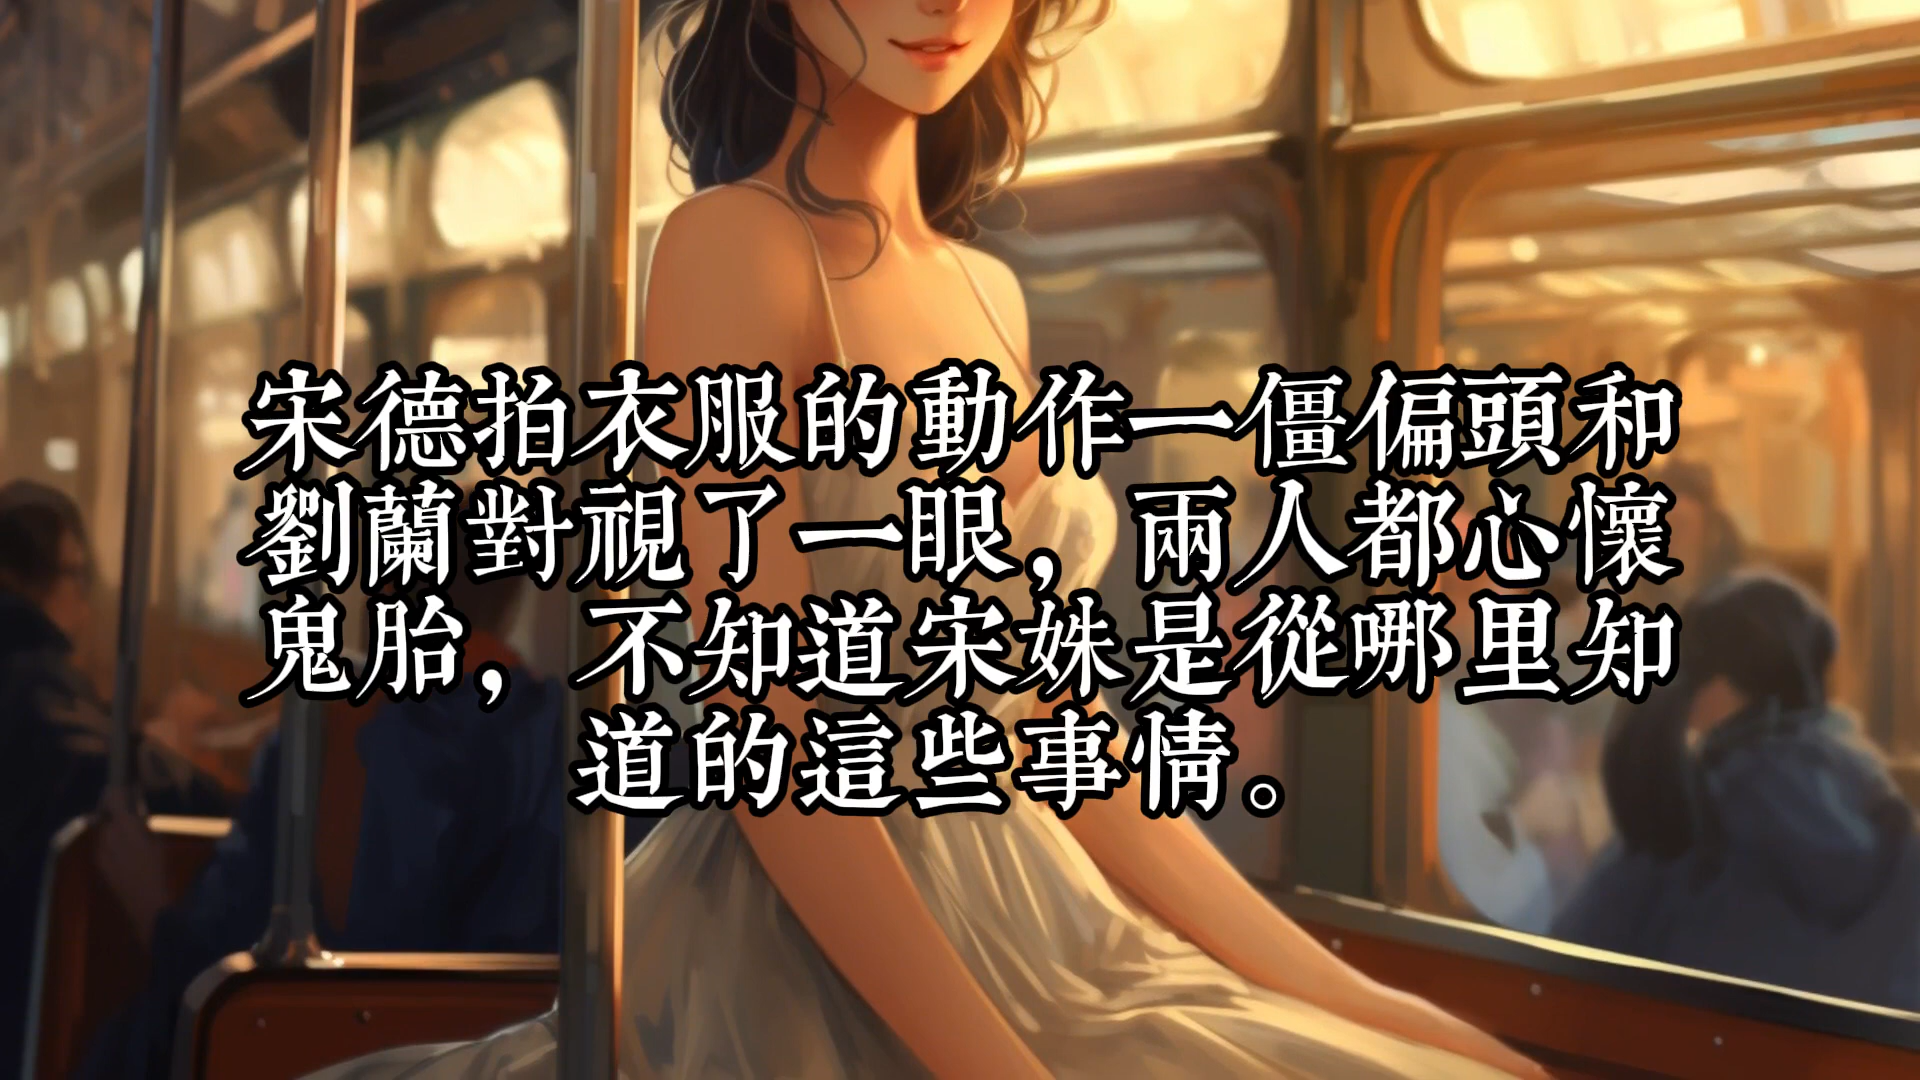 宋德拍衣服的動作一僵偏頭和
劉蘭對視了一眼，兩人都心懷
鬼胎，不知道宋姝是從哪里知
道的這些事情。